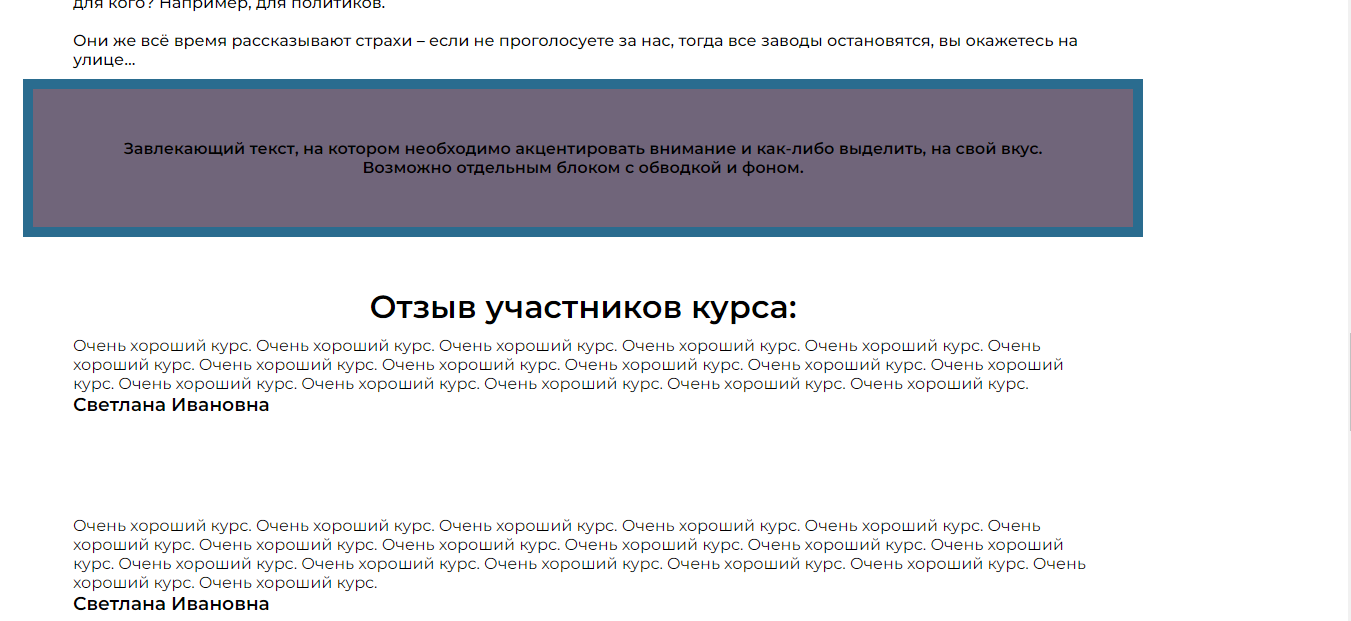 для кого? Например, для политиков.
Они же всё время рассказывают страхи – если не проголосуете за нас, тогда все заводы остановятся, вы окажетесь на
улице...
Завлекающий текст, на котором необходимо акцентировать внимание и как-либо выделить, на свой вкус.
Возможно отдельным блоком с обводкой и фоном.
Отзыв участников курса:
Очень хороший курс. Очень хороший курс. Очень хороший курс. Очень хороший курс. Очень хороший курс. Очень
хороший курс. Очень хороший курс. Очень хороший курс. Очень хороший курс. Очень хороший курс. Очень хороший
курс. Очень хороший курс. Очень хороший курс. Очень хороший курс. Очень хороший курс. Очень хороший курс.
Светлана Ивановна
Очень хороший курс. Очень хороший курс. Очень хороший курс. Очень хороший курс. Очень хороший курс. Очень
хороший курс. Очень хороший курс. Очень хороший курс. Очень хороший курс. Очень хороший курс. Очень хороший
курс. Очень хороший курс. Очень хороший курс. Очень хороший курс. Очень хороший курс. Очень хороший курс. Очень
хороший курс. Очень хороший курс.
Светлана Ивановна